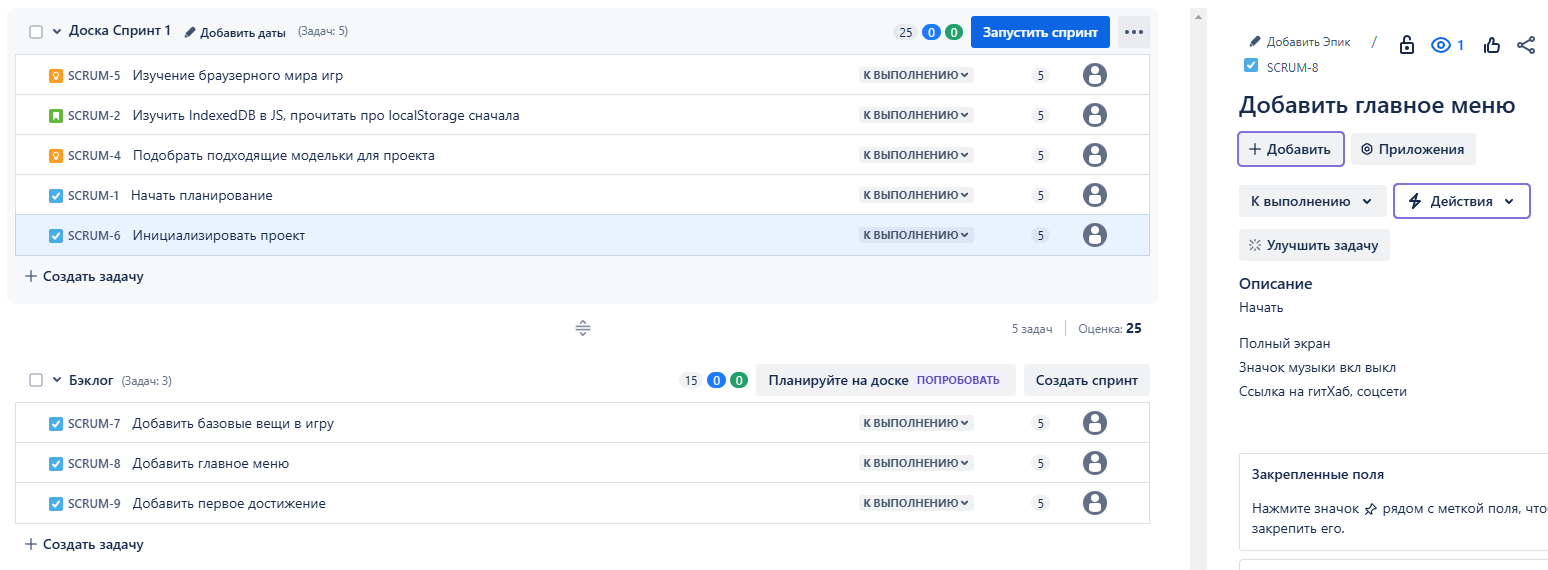 Доска Спринт 1 Добавить даты (Задач: 5) 25 0 0 Запустить спринт
SCRUM-5 Изучение браузерного мира игр К ВЫПОЛНЕНИЮ 5
SCRUM-2 Изучить IndexedDB в JS, прочитать про localStorage сначала К ВЫПОЛНЕНИЮ 5
SCRUM-4 Подобрать подходящие модельки для проекта К ВЫПОЛНЕНИЮ 5
SCRUM-1 Начать планирование К ВЫПОЛНЕНИЮ 5
SCRUM-6 Инициализировать проект К ВЫПОЛНЕНИЮ 5
+ Создать задачу
5 задач Оценка: 25
Бэклог (Задач: 3) 15 0 0 Планируйте на доске ПОПРОБОВАТЬ Создать спринт
SCRUM-7 Добавить базовые вещи в игру К ВЫПОЛНЕНИЮ 5
SCRUM-8 Добавить главное меню К ВЫПОЛНЕНИЮ 5
SCRUM-9 Добавить первое достижение К ВЫПОЛНЕНИЮ 5
+ Создать задачу
Добавить Эпик / 1
SCRUM-8
Добавить главное меню
+ Добавить Приложения
К выполнению Действия
Улучшить задачу
Описание
Начать
Полный экран
Значок музыки вкл выкл
Ссылка на гитХаб, соцсети
Закрепленные поля
Нажмите значок рядом с меткой поля, что
закрепить его.